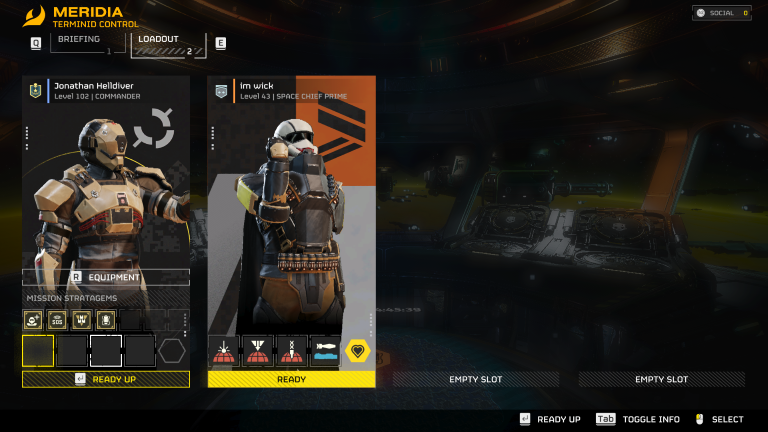 MERIDIA
TERMINID CONTROL
SOCIAL 0
Q BRIEFING 1 LOADOUT 2 E
Jonathan Helldiver
Level 102 | COMMANDER
im wick
Level 43 | SPACE CHIEF PRIME
R EQUIPMENT
MISSION STRATAGEMS
SOS
READY UP
READY
EMPTY SLOT
EMPTY SLOT
READY UP Tab TOGGLE INFO SELECT